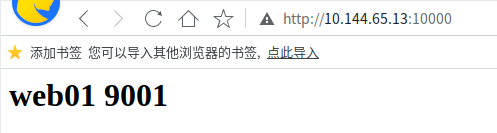 http://10.144.65.13:10000
添加书签 您可以导入其他浏览器的书签, 点此导入
web01 9001